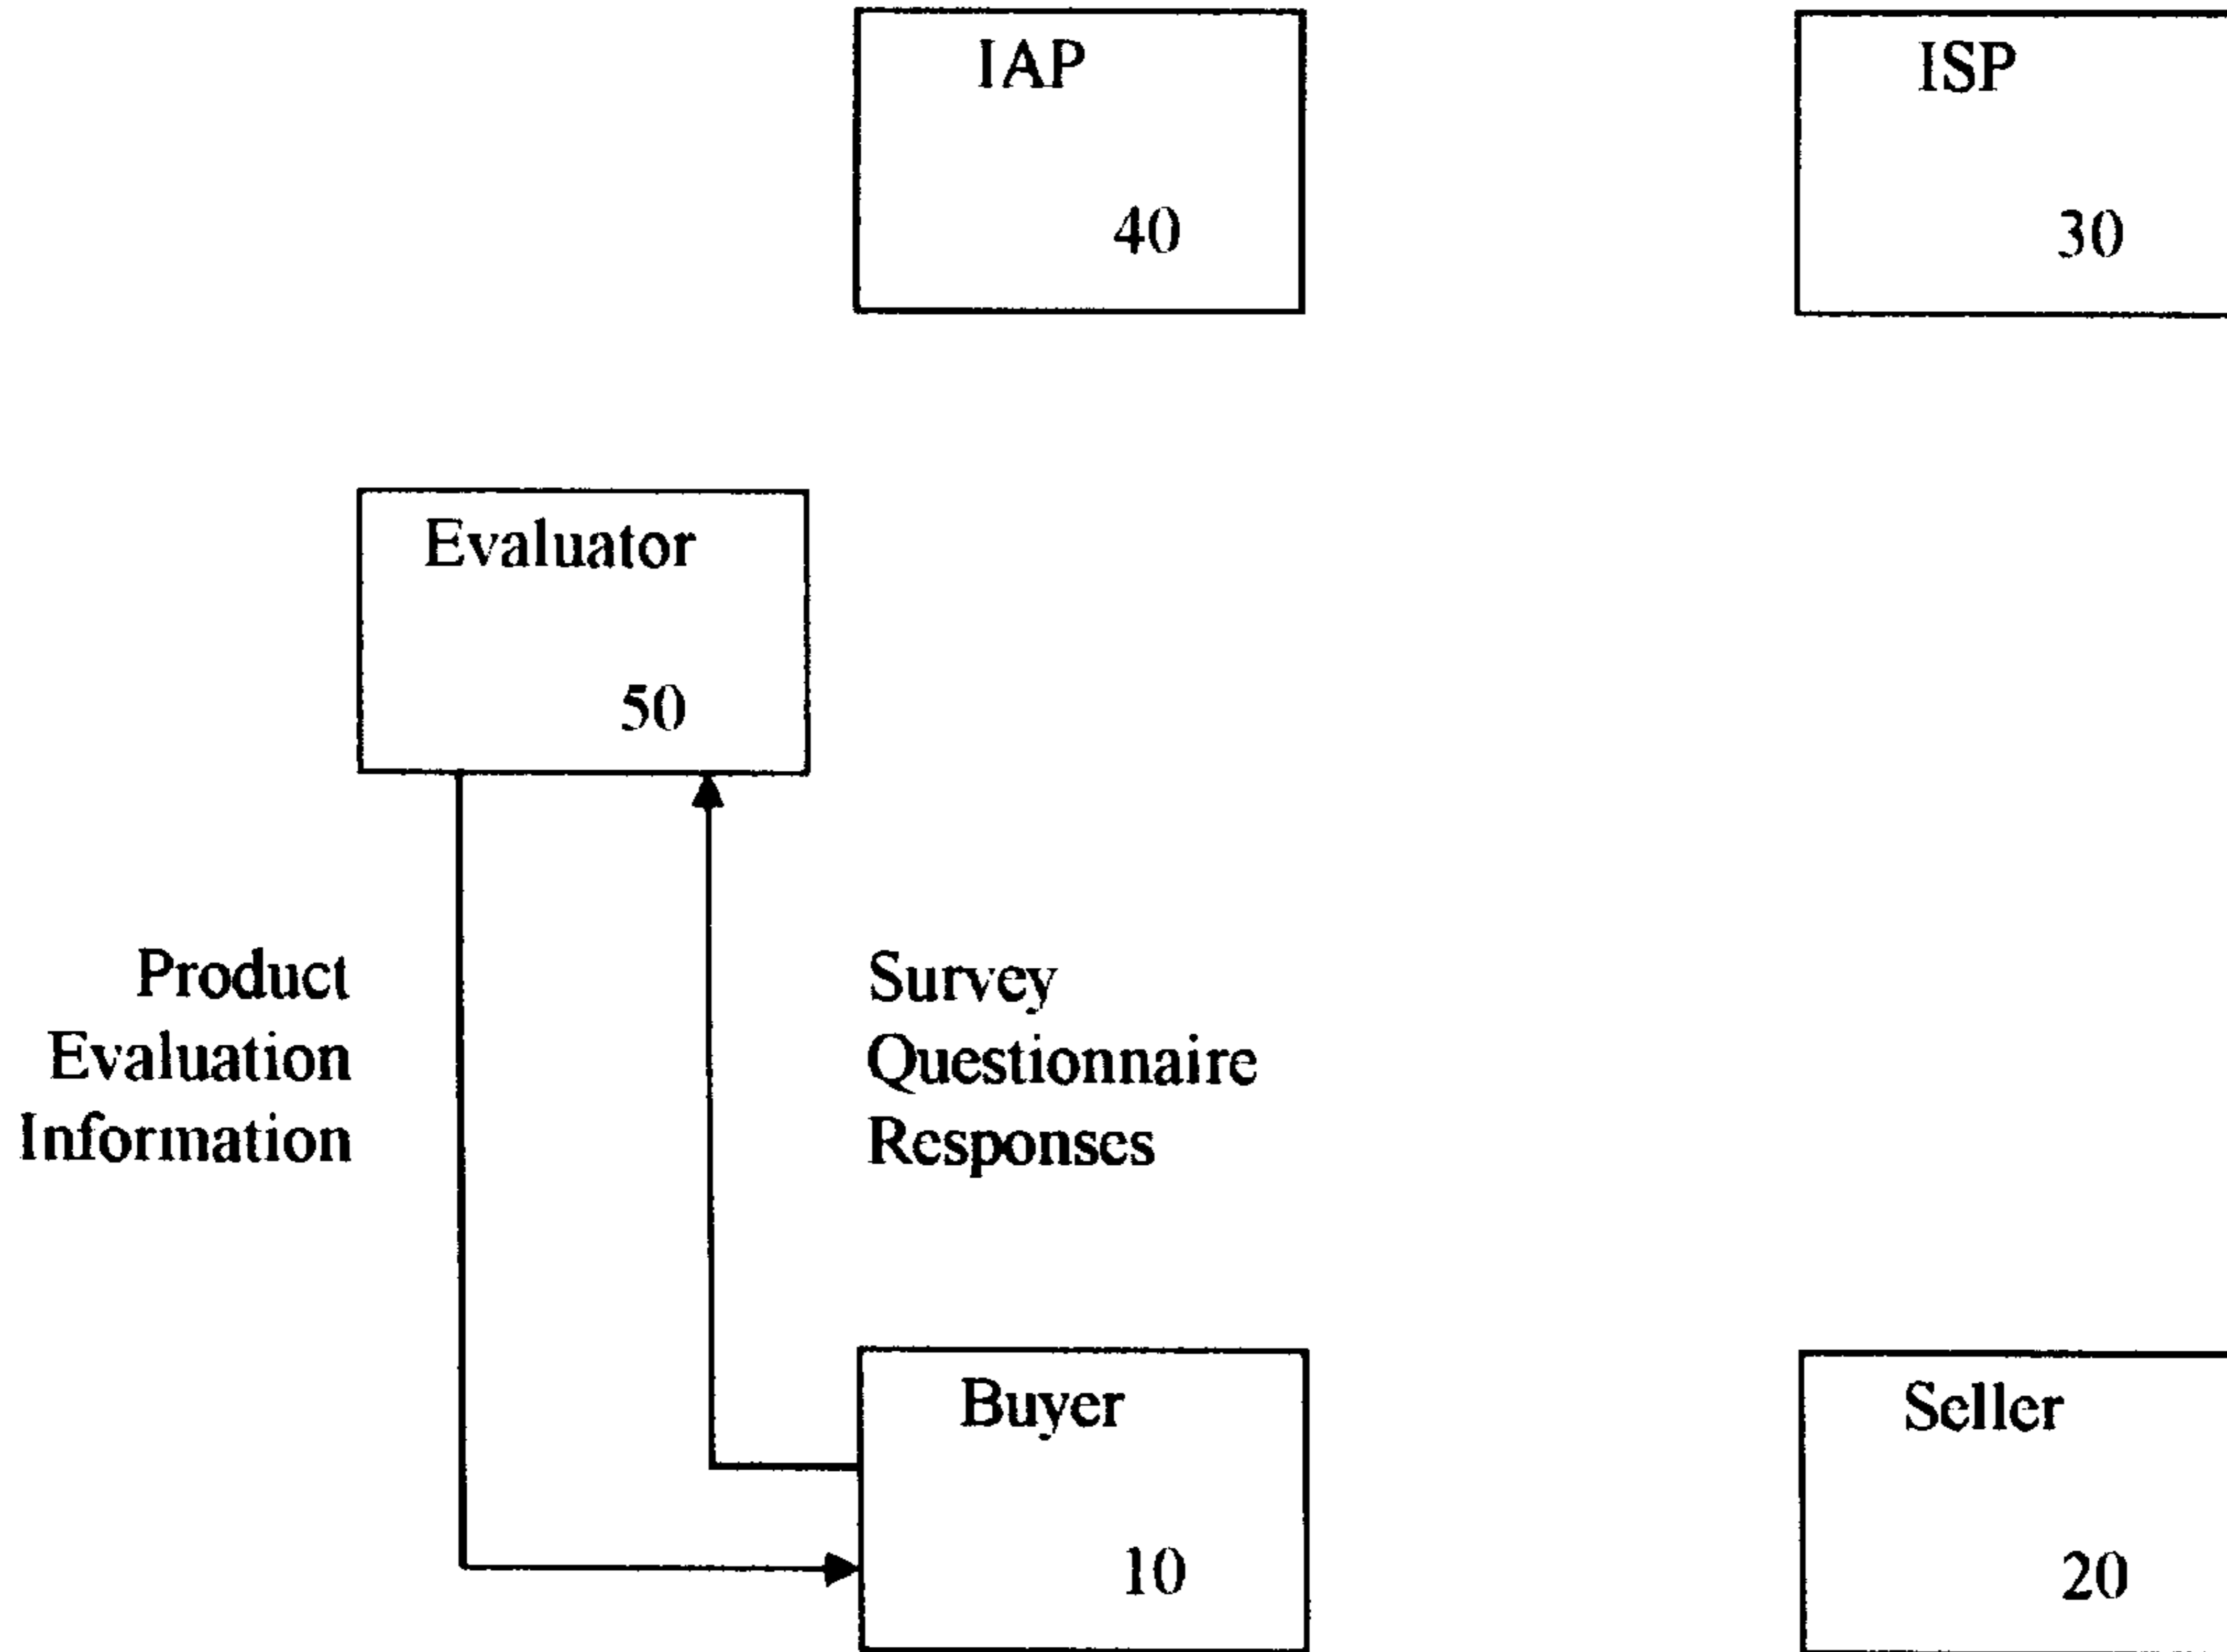 IAP
40
ISP
30
Evaluator
50
Product
Evaluation
Information
Survey
Questionnaire
Responses
Buyer
10
Seller
20